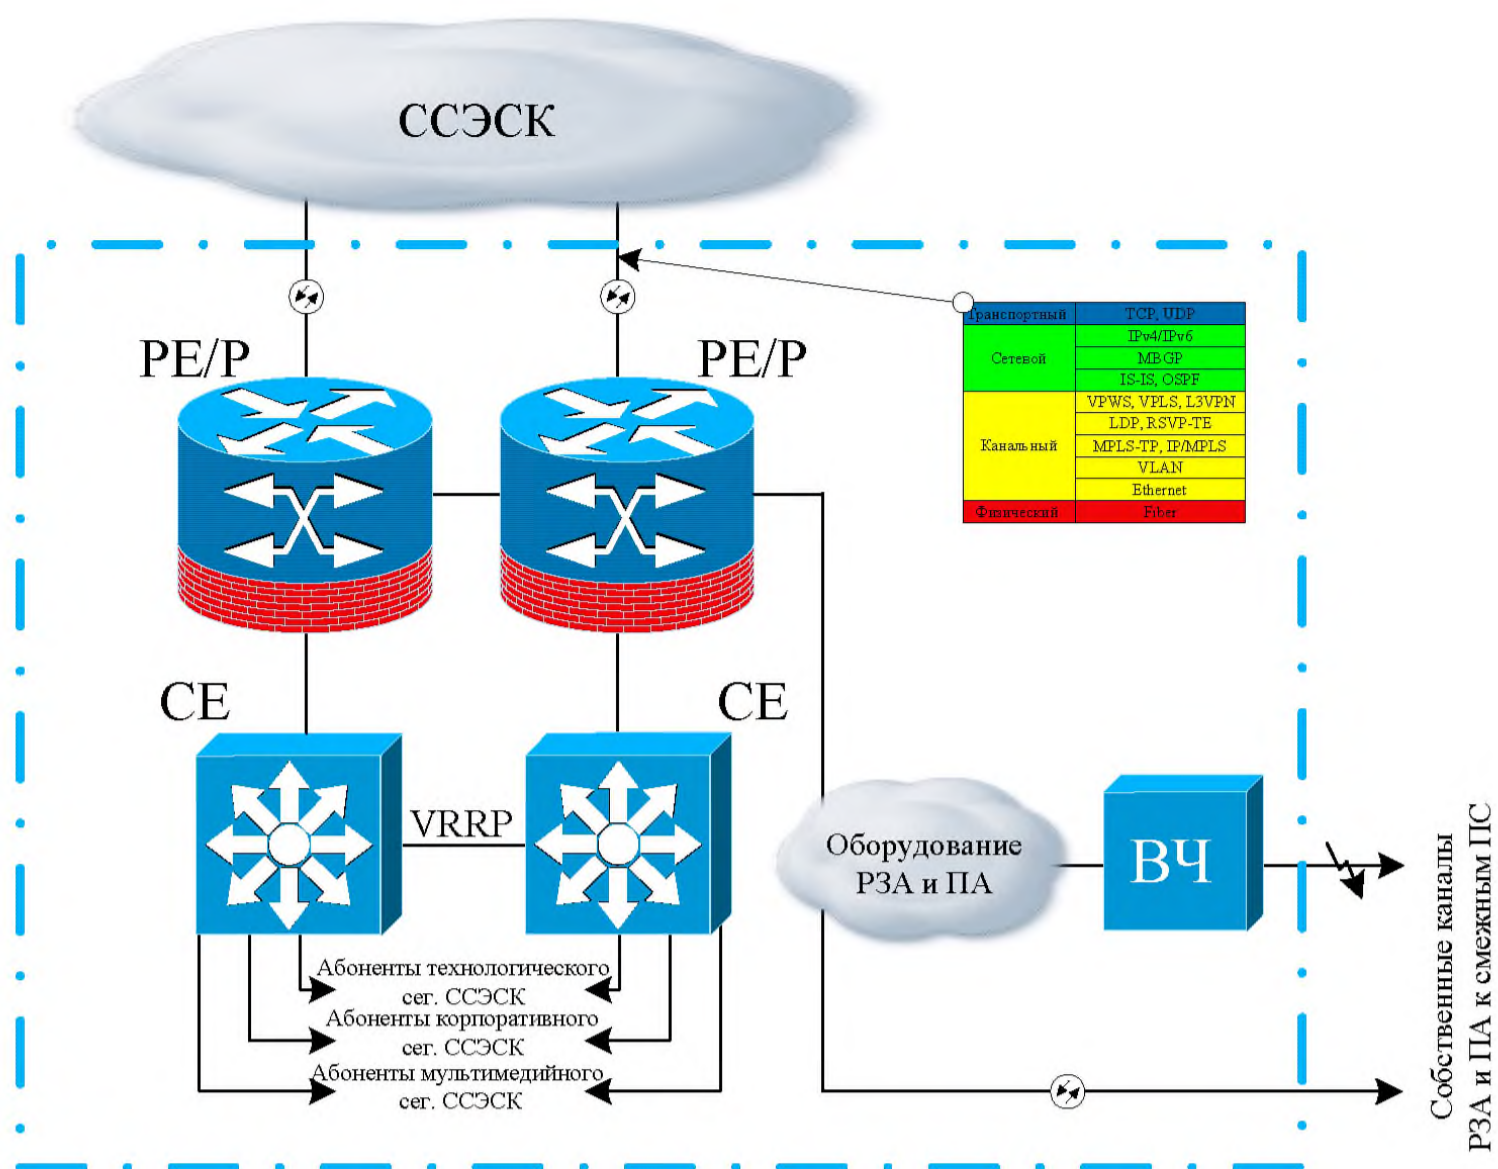 ССЭСК
PE/P
PE/P
Транспортный
TCP, UDP
Сетевой
IPv4/IPv6
MBGP
IS-IS, OSPF
Канальный
VPWS, VPLS, L3VPN
LDP, RSVP-TE
MPLS-TP, IP/MPLS
VLAN
Ethernet
Физический
Fiber
CE
CE
VRRP
Оборудование
РЗА и ПА
ВЧ
Абоненты технологического
сег. ССЭСК
Абоненты корпоративного
сег. ССЭСК
Абоненты мультимедийного
сег. ССЭСК
Собственные каналы
РЗА и ПА к смежным ПС